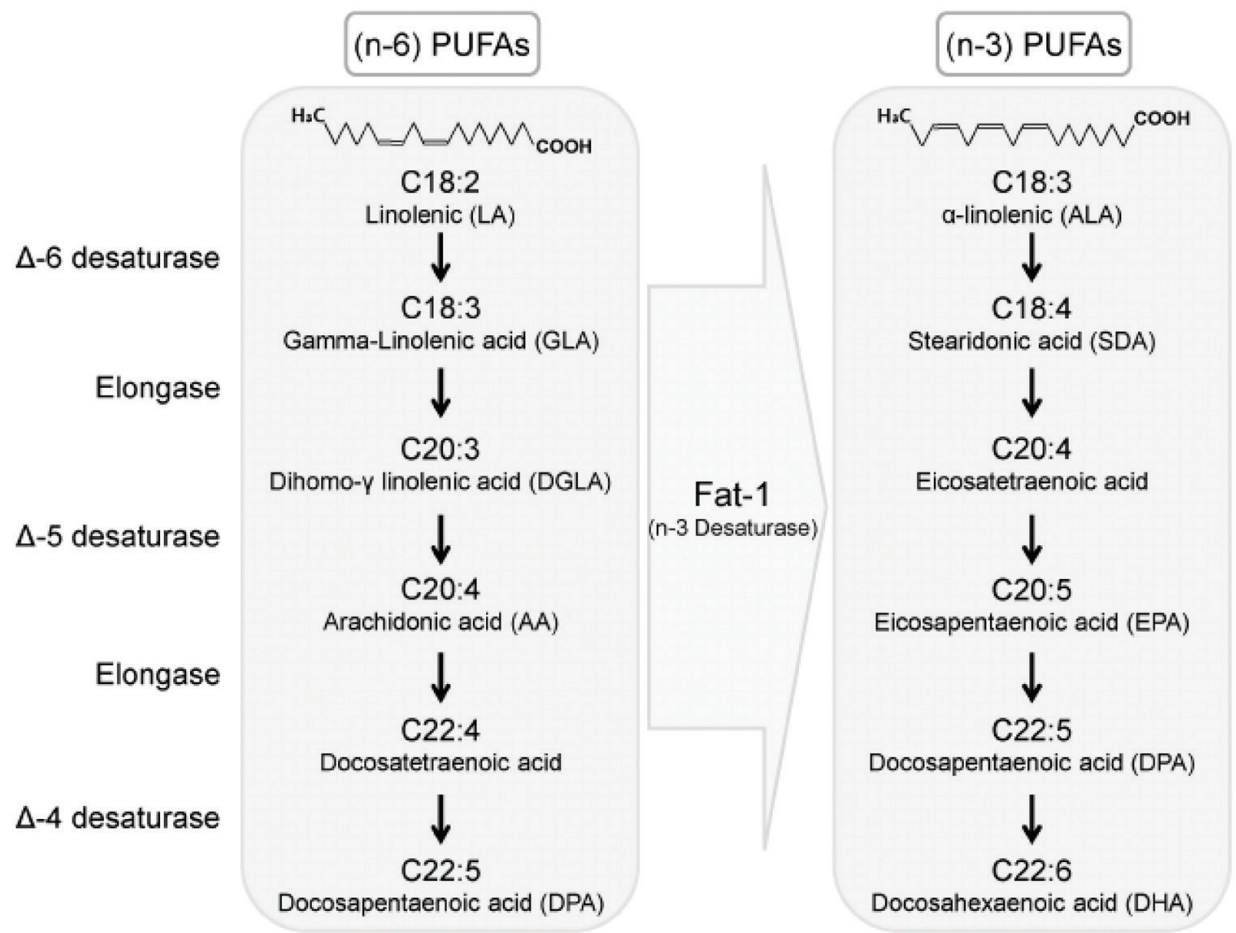 (n-6) PUFAs
(n-3) PUFAs
H₃C
COOH
C18:2
Linolenic (LA)
C18:3
Gamma-Linolenic acid (GLA)
C20:3
Dihomo-γ linolenic acid (DGLA)
C20:4
Arachidonic acid (AA)
C22:4
Docosatetraenoic acid
C22:5
Docosapentaenoic acid (DPA)
Δ-6 desaturase
Elongase
Δ-5 desaturase
Elongase
Δ-4 desaturase
Fat-1
(n-3 Desaturase)
H₃C
COOH
C18:3
α-linolenic (ALA)
C18:4
Stearidonic acid (SDA)
C20:4
Eicosatetraenoic acid
C20:5
Eicosapentaenoic acid (EPA)
C22:5
Docosapentaenoic acid (DPA)
C22:6
Docosahexaenoic acid (DHA)